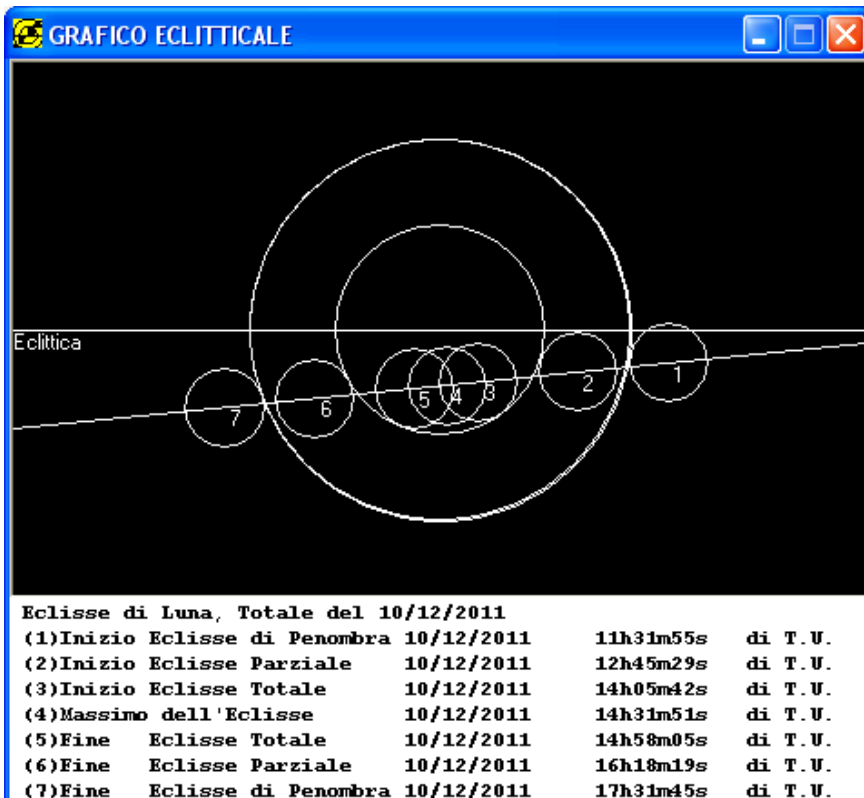 GRAFICO ECLITTICALE
Eclittica
1
2
3
4
5
6
7
Eclisse di Luna, Totale del 10/12/2011
(1)Inizio Eclisse di Penombra 10/12/2011 11h31m55s di T.U.
(2)Inizio Eclisse Parziale 10/12/2011 12h45m29s di T.U.
(3)Inizio Eclisse Totale 10/12/2011 14h05m42s di T.U.
(4)Massimo dell'Eclisse 10/12/2011 14h31m51s di T.U.
(5)Fine Eclisse Totale 10/12/2011 14h58m05s di T.U.
(6)Fine Eclisse Parziale 10/12/2011 16h18m19s di T.U.
(7)Fine Eclisse di Penombra 10/12/2011 17h31m45s di T.U.